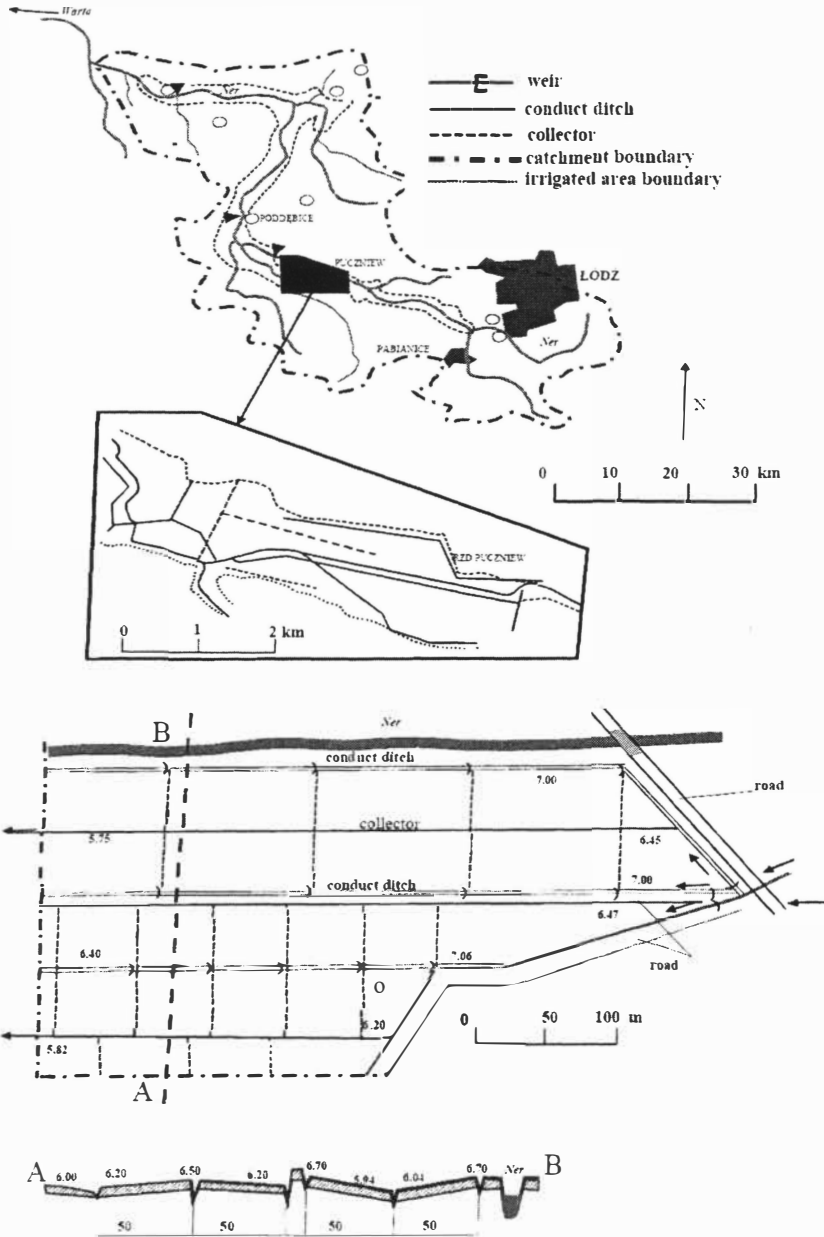 Warta
Ner
weir
conduct ditch
collector
catchment boundary
irrigated area boundary
PODDĘBICE
PUCZNIEW
ŁÓDŹ
PABIANICE
Ner
N
0 10 20 30 km
RZD PUCZNIEW
0 1 2 km
B
Ner
conduct ditch
7.00
road
collector
5.75
6.45
conduct ditch
7.00
6.47
6.40
7.06
road
O
6.20
0 50 100 m
5.82
A
A 6.00 6.20 6.50 6.20 6.70 5.94 6.04 6.70 Ner B
50 50 50 50